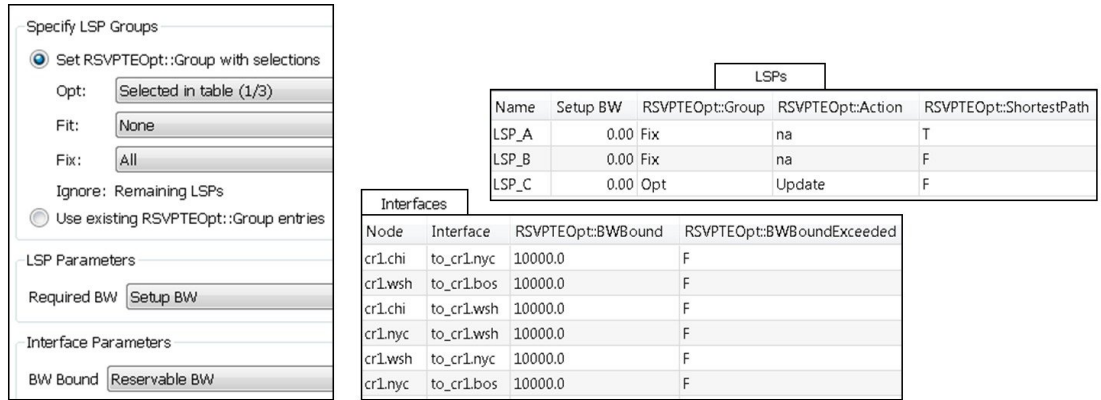 Specify LSP Groups
Set RSVPTEOpt::Group with selections
Opt: Selected in table (1/3)
Fit: None
Fix: All
Ignore: Remaining LSPs
Use existing RSVPTEOpt::Group entries
LSP Parameters
Required BW Setup BW
Interface Parameters
BW Bound Reservable BW
LSPs
Name Setup BW RSVPTEOpt::Group RSVPTEOpt::Action RSVPTEOpt::ShortestPath
LSP_A 0.00 Fix na T
LSP_B 0.00 Fix na F
LSP_C 0.00 Opt Update F
Interfaces
Node Interface RSVPTEOpt::BWBound RSVPTEOpt::BWBoundExceeded
cr1.chi to_cr1.nyc 10000.0 F
cr1.wsh to_cr1.bos 10000.0 F
cr1.chi to_cr1.wsh 10000.0 F
cr1.nyc to_cr1.wsh 10000.0 F
cr1.wsh to_cr1.nyc 10000.0 F
cr1.nyc to_cr1.bos 10000.0 F